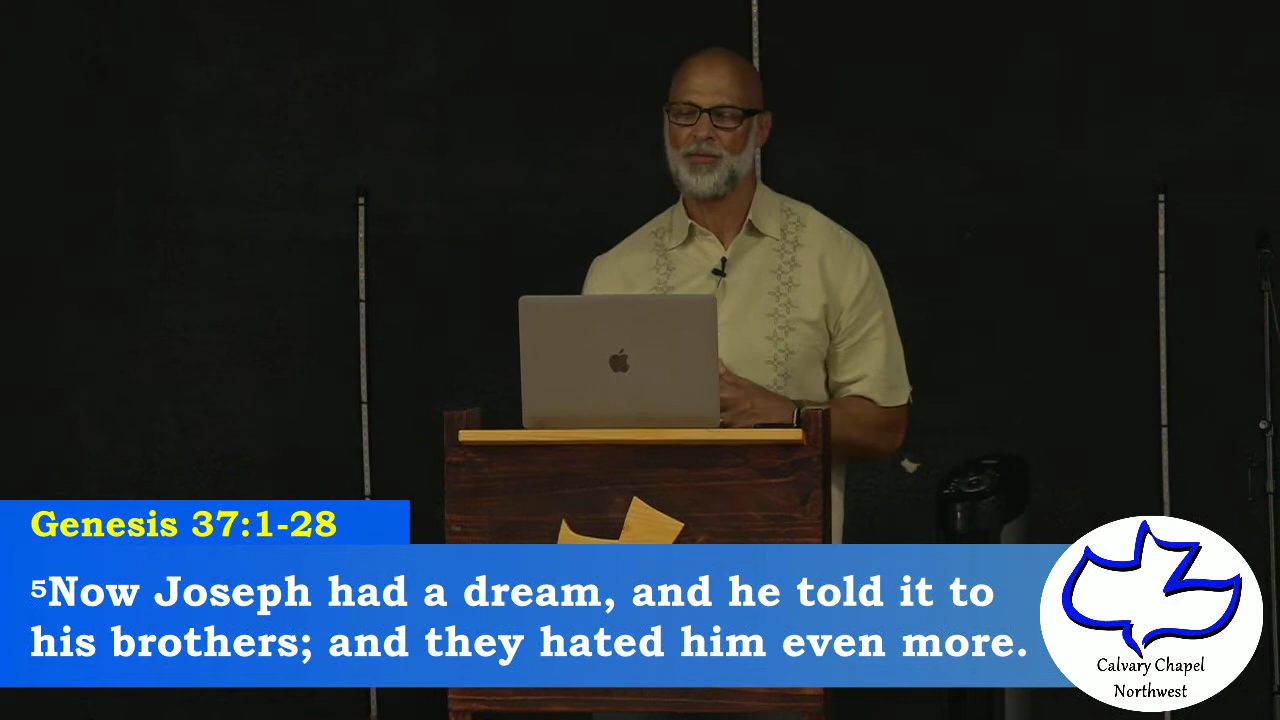 Genesis 37:1-28
⁵Now Joseph had a dream, and he told it to
his brothers; and they hated him even more.
Calvary Chapel
Northwest